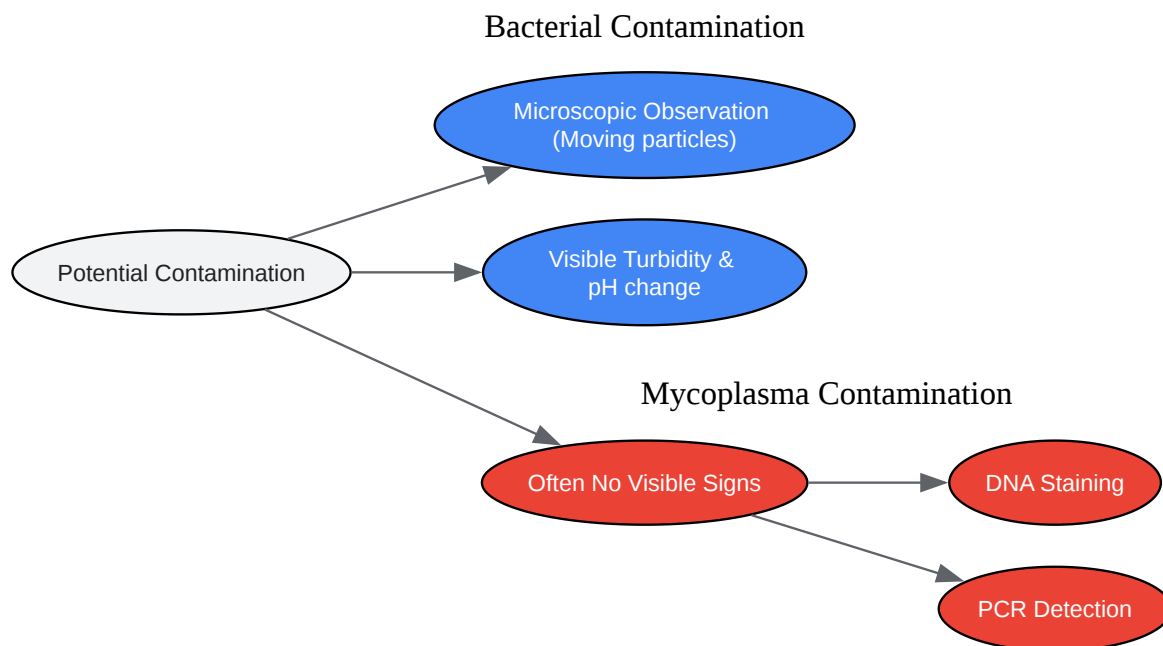 Bacterial Contamination
Microscopic Observation
(Moving particles)
Potential Contamination
Visible Turbidity &
pH change
Mycoplasma Contamination
Often No Visible Signs
DNA Staining
PCR Detection